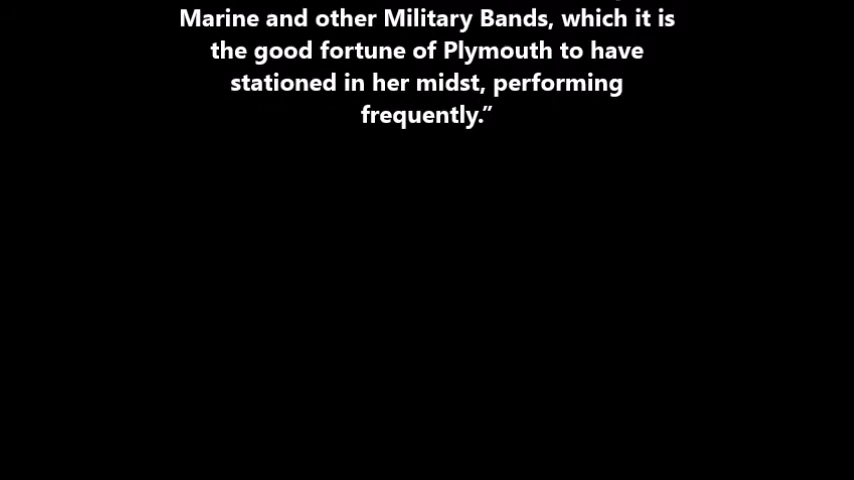 Marine and other Military Bands, which it is
the good fortune of Plymouth to have
stationed in her midst, performing
frequently.”